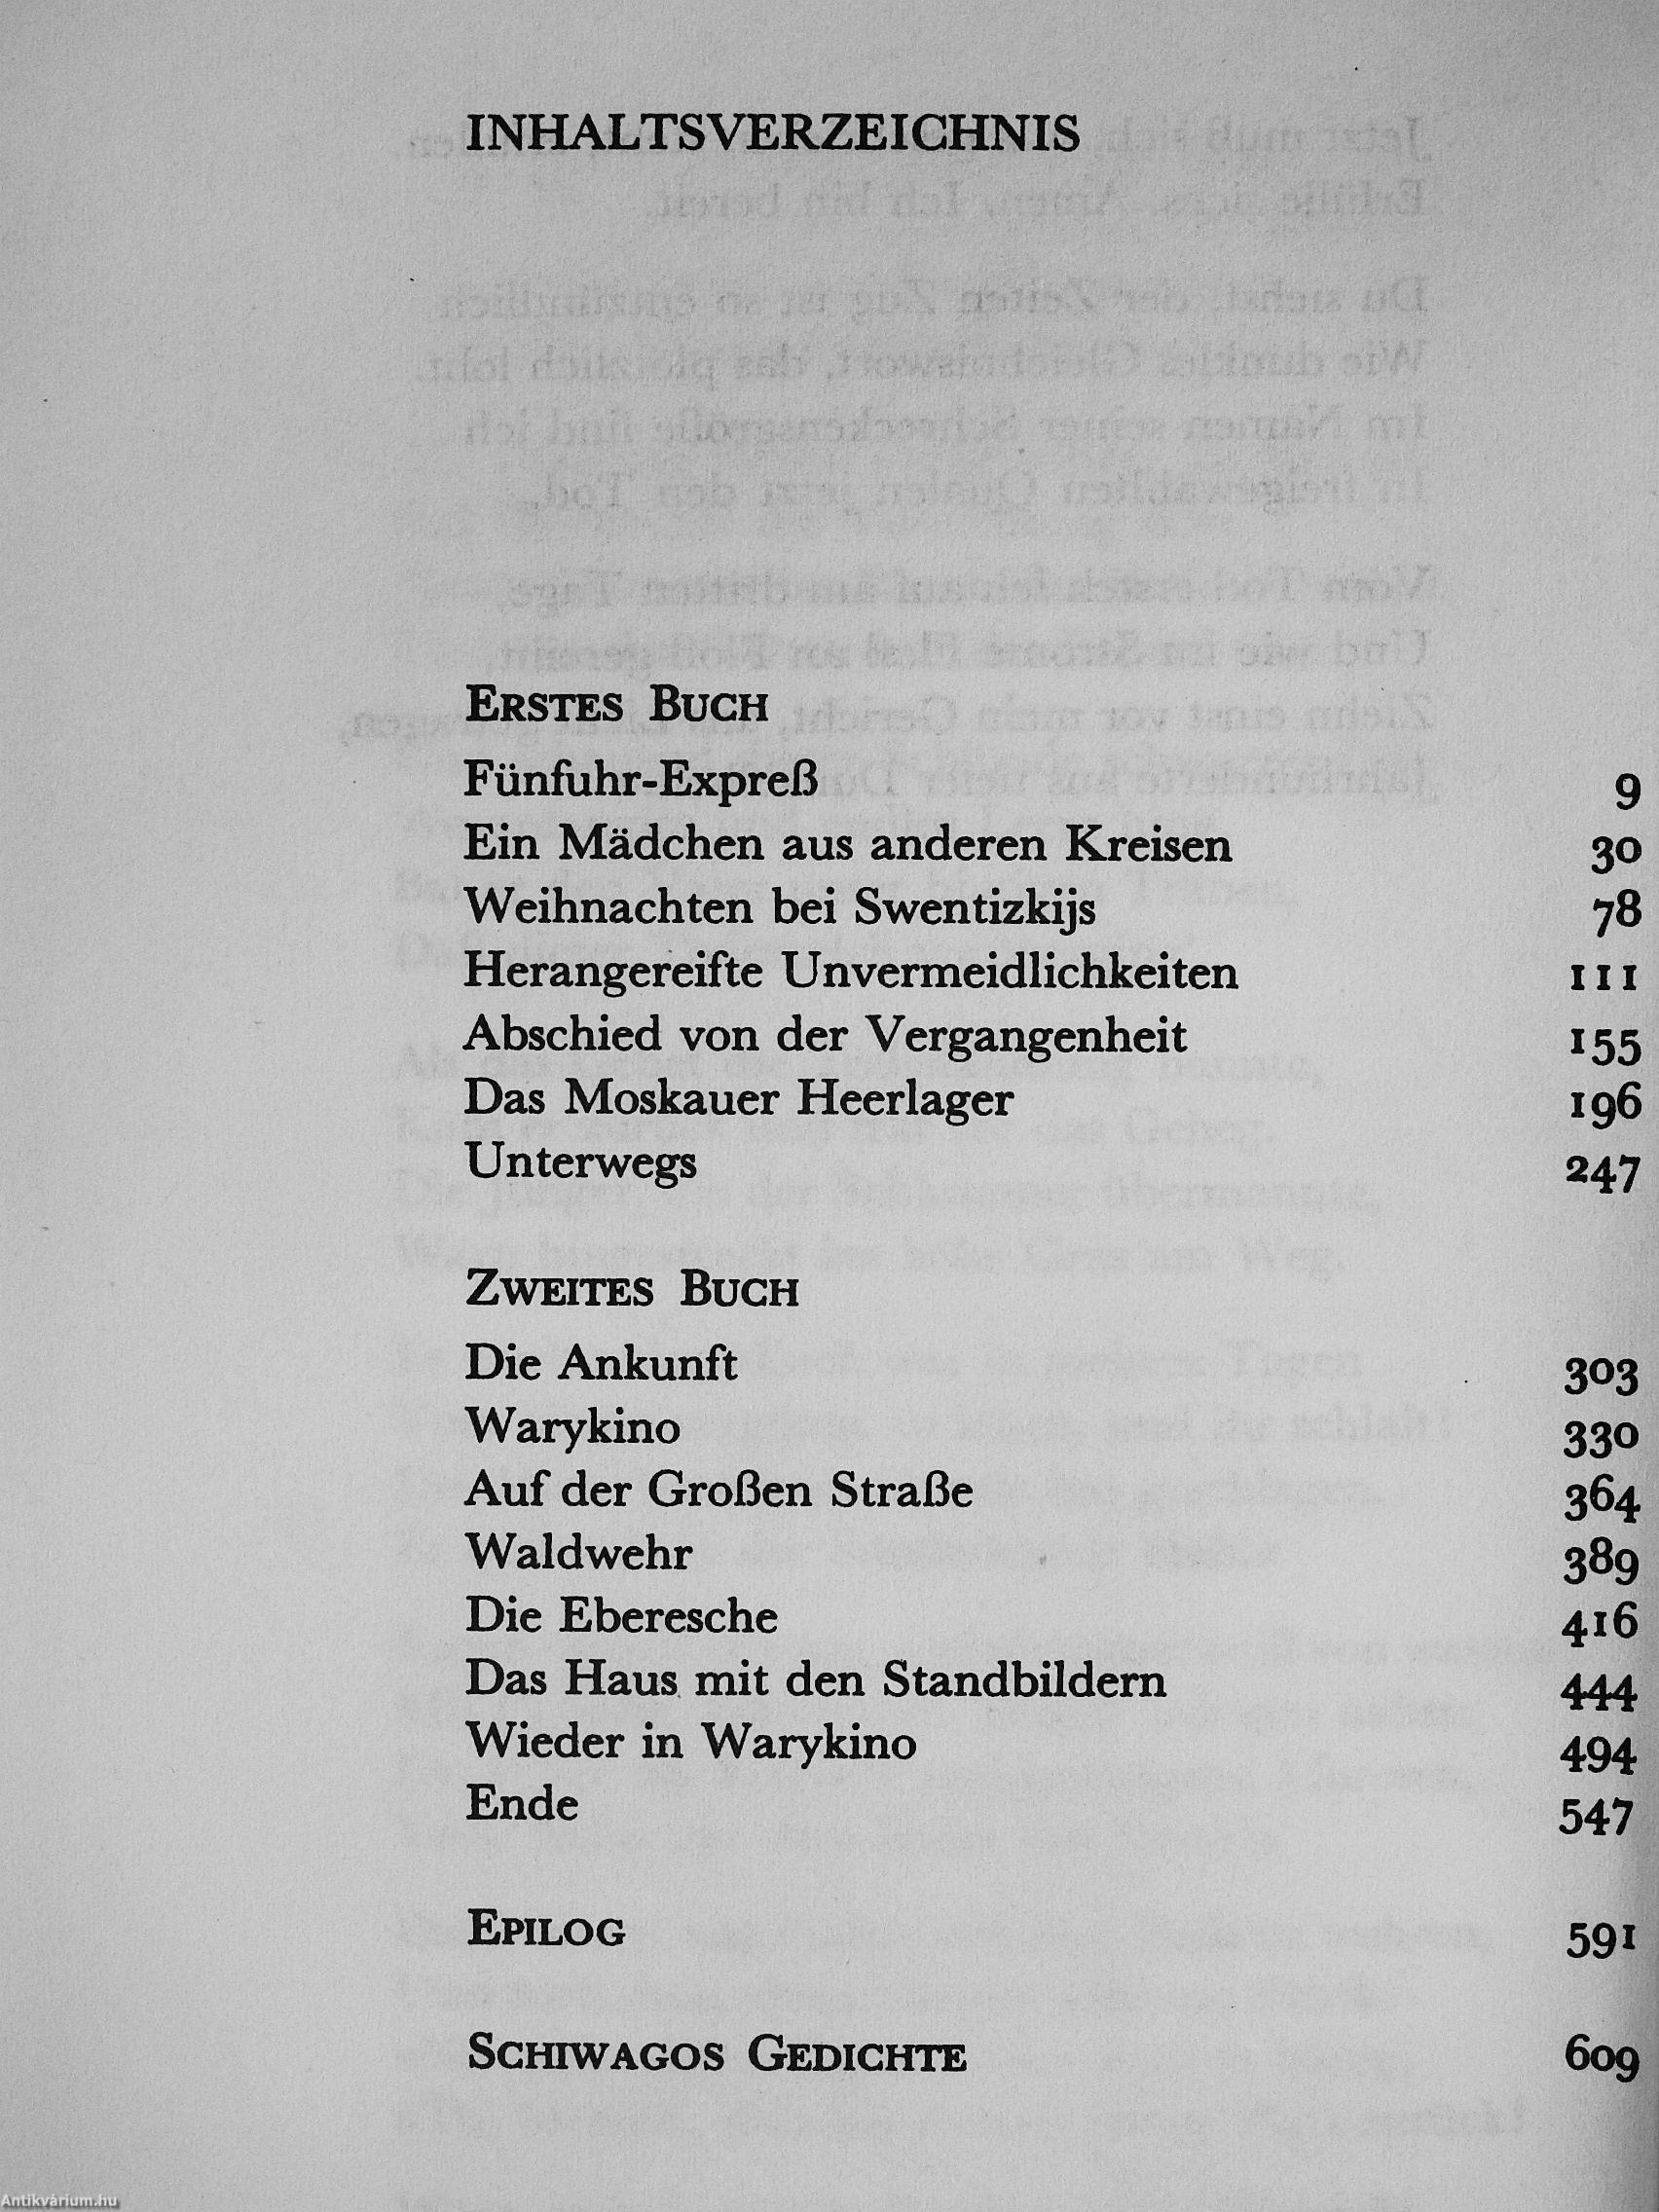 INHALTSVERZEICHNIS
ERSTES BUCH
Fünfuhr-Expreß 9
Ein Mädchen aus anderen Kreisen 30
Weihnachten bei Swentizkijs 78
Herangereifte Unvermeidlichkeiten 111
Abschied von der Vergangenheit 155
Das Moskauer Heerlager 196
Unterwegs 247
ZWEITES BUCH
Die Ankunft 303
Warykino 330
Auf der Großen Straße 364
Waldwehr 389
Die Eberesche 416
Das Haus mit den Standbildern 444
Wieder in Warykino 494
Ende 547
EPILOG 591
SCHIWAGOS GEDICHTE 609
Antikvárium.hu